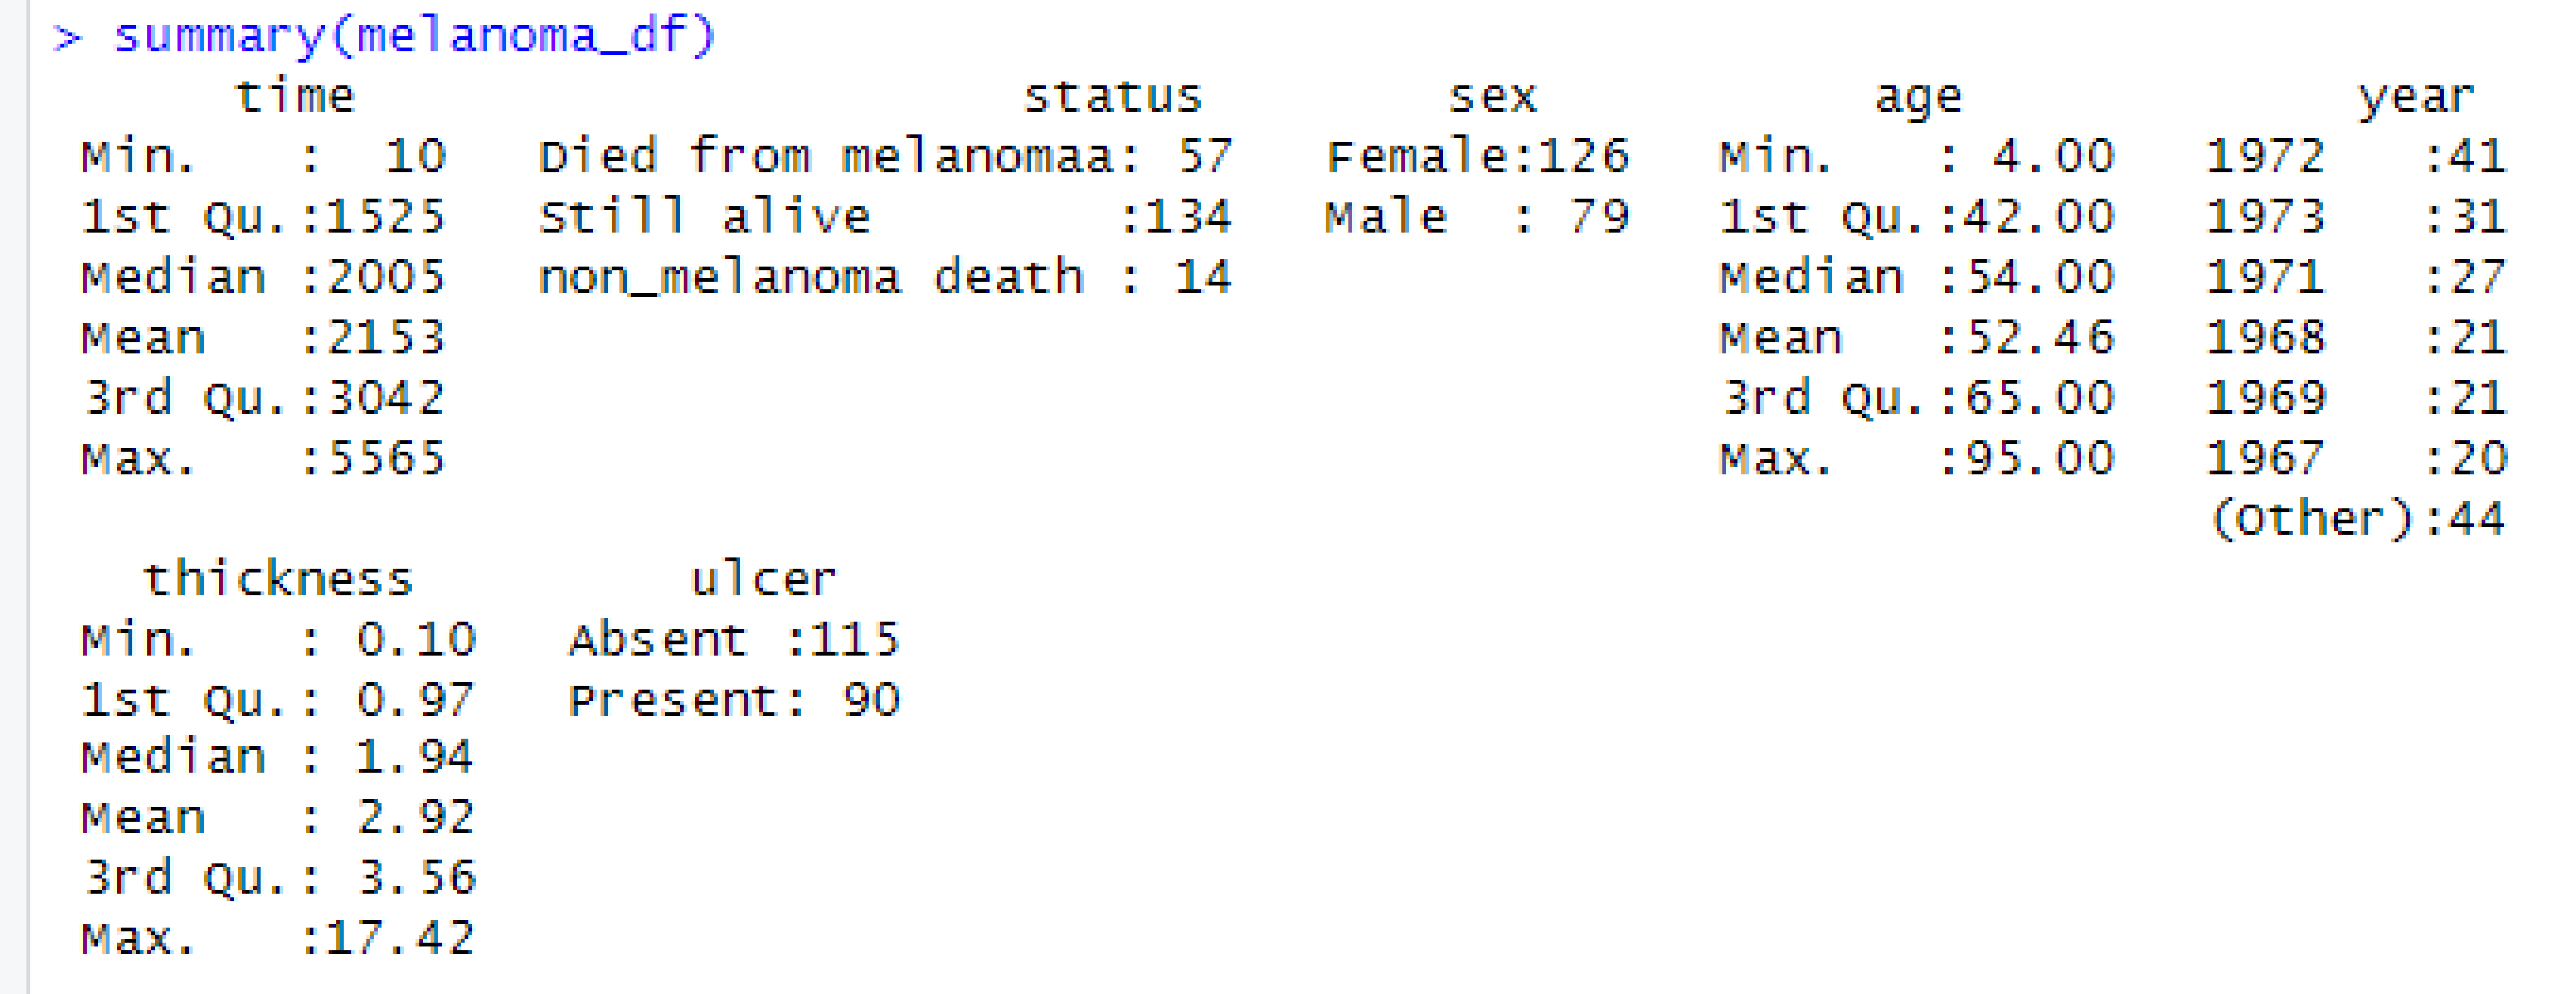 > summary(melanoma_df)
time status sex age year
Min. : 10 Died from melanomaa: 57 Female:126 Min. : 4.00 1972 :41
1st Qu.:1525 Still alive :134 Male : 79 1st Qu.:42.00 1973 :31
Median :2005 non_melanoma death : 14 Median :54.00 1971 :27
Mean :2153 Mean :52.46 1968 :21
3rd Qu.:3042 3rd Qu.:65.00 1969 :21
Max. :5565 Max. :95.00 1967 :20
(Other):44
thickness ulcer
Min. : 0.10 Absent :115
1st Qu.: 0.97 Present: 90
Median : 1.94
Mean : 2.92
3rd Qu.: 3.56
Max. :17.42